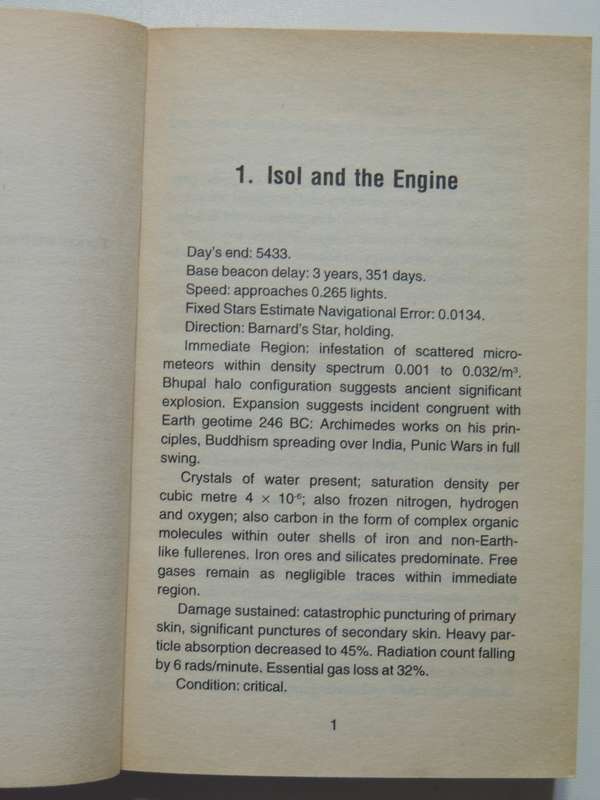 1. Isol and the Engine
Day's end: 5433.
Base beacon delay: 3 years, 351 days.
Speed: approaches 0.265 lights.
Fixed Stars Estimate Navigational Error: 0.0134.
Direction: Barnard's Star, holding.
Immediate Region: infestation of scattered micro-
meteors within density spectrum 0.001 to 0.032/m³.
Bhupal halo configuration suggests ancient significant
explosion. Expansion suggests incident congruent with
Earth geotime 246 BC: Archimedes works on his prin-
ciples, Buddhism spreading over India, Punic Wars in full
swing.
Crystals of water present; saturation density per
cubic metre 4 × 10⁻⁶; also frozen nitrogen, hydrogen
and oxygen; also carbon in the form of complex organic
molecules within outer shells of iron and non-Earth-
like fullerenes. Iron ores and silicates predominate. Free
gases remain as negligible traces within immediate
region.
Damage sustained: catastrophic puncturing of primary
skin, significant punctures of secondary skin. Heavy par-
ticle absorption decreased to 45%. Radiation count falling
by 6 rads/minute. Essential gas loss at 32%.
Condition: critical.
1